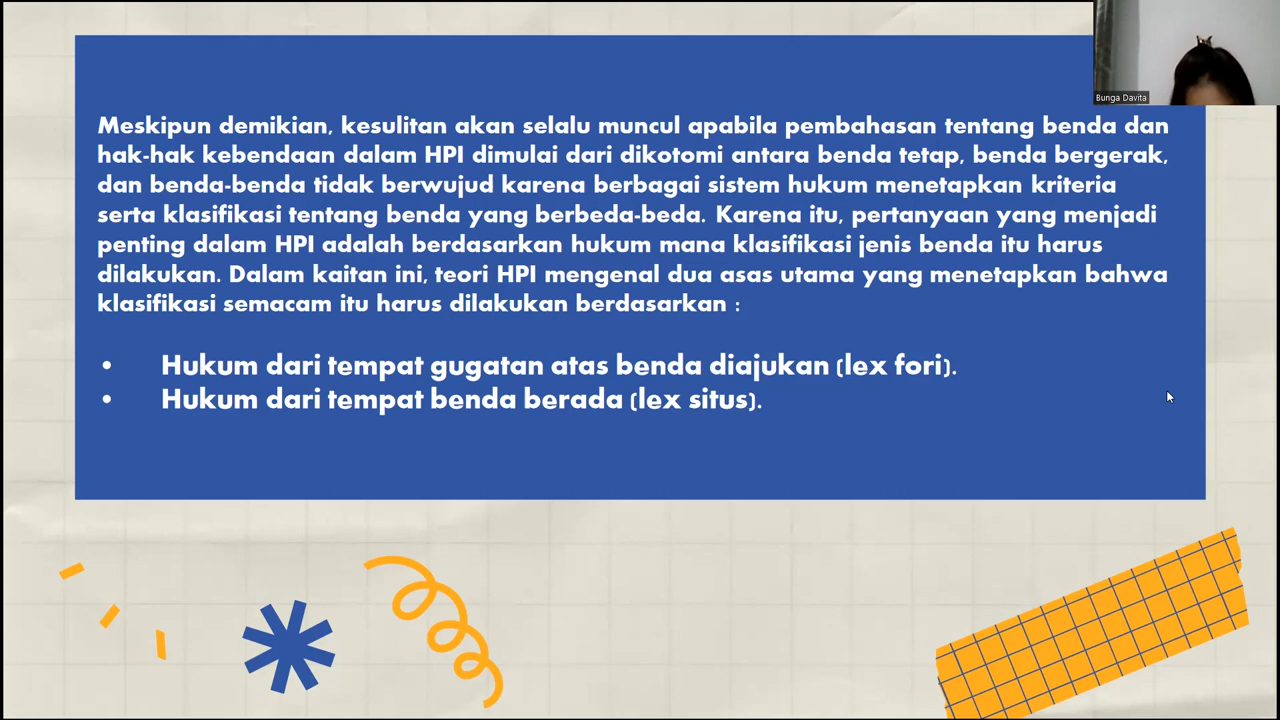 Bunga Davita
Meskipun demikian, kesulitan akan selalu muncul apabila pembahasan tentang benda dan
hak-hak kebendaan dalam HPI dimulai dari dikotomi antara benda tetap, benda bergerak,
dan benda-benda tidak berwujud karena berbagai sistem hukum menetapkan kriteria
serta klasifikasi tentang benda yang berbeda-beda. Karena itu, pertanyaan yang menjadi
penting dalam HPI adalah berdasarkan hukum mana klasifikasi jenis benda itu harus
dilakukan. Dalam kaitan ini, teori HPI mengenal dua asas utama yang menetapkan bahwa
klasifikasi semacam itu harus dilakukan berdasarkan :
• Hukum dari tempat gugatan atas benda diajukan (lex fori).
• Hukum dari tempat benda berada (lex situs).